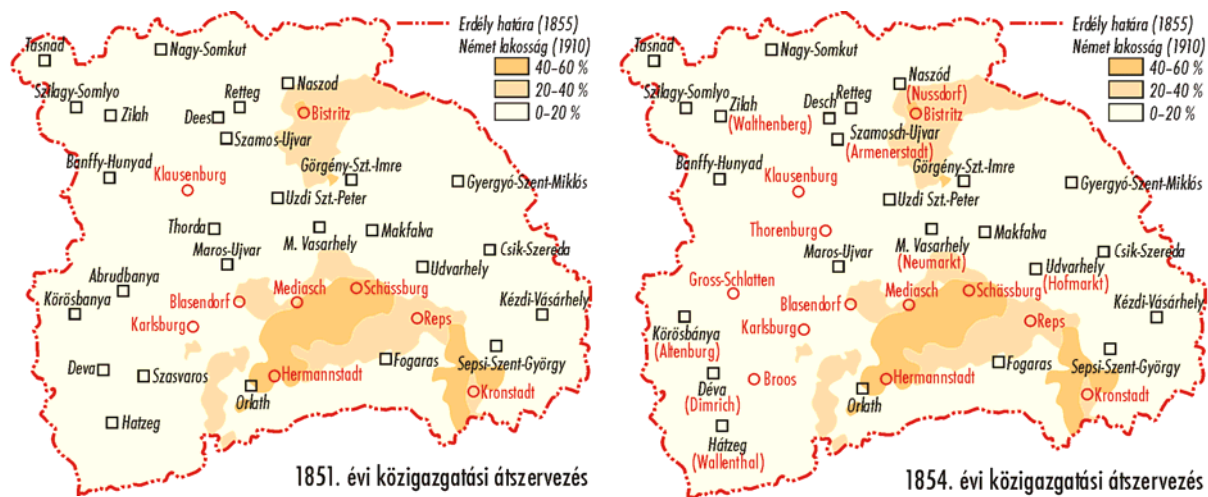 Erdély határa (1855)
Német lakosság (1910)
40–60 %
20–40 %
0–20 %
Tasnad
Nagy-Somkut
Szilagy-Somlyo
Zilah
Retteg
Dees
Naszod
Bistritz
Szamos-Ujvar
Bánffy-Hunyad
Klausenburg
Görgény-Szt.-Imre
Uzdi Szt.-Peter
Gyergyó-Szent-Miklós
Thorda
Maros-Ujvar
M. Vasarhely
Makfalva
Csik-Szereda
Udvarhely
Abrudbanya
Körösbanya
Blasendorf
Mediasch
Schässburg
Kézdi-Vásárhely
Karlsburg
Reps
Deva
Szasvaros
Hermannstadt
Fogaras
Sepsi-Szent-György
Orlath
Kronstadt
Hatzeg
1851. évi közigazgatási átszervezés
Erdély határa (1855)
Német lakosság (1910)
40–60 %
20–40 %
0–20 %
Tasnad
Nagy-Somkut
Szilagy-Somlyo
Zilah
(Walthenberg)
Retteg
Desch
Naszód
(Nussdorf)
Bistritz
Szamosch-Ujvar
(Armenerstadt)
Bánffy-Hunyad
Klausenburg
Görgény-Szt.-Imre
Uzdi Szt.-Peter
Gyergyó-Szent-Miklós
Thorenburg
Maros-Ujvar
M. Vasarhely
(Neumarkt)
Makfalva
Csik-Szereda
Udvarhely
(Hofmarkt)
Gross-Schlatten
Körösbánya
(Altenburg)
Blasendorf
Mediasch
Schässburg
Kézdi-Vásárhely
Karlsburg
Reps
Déva
(Dimrich)
Broos
Hermannstadt
Fogaras
Sepsi-Szent-György
Orlath
Kronstadt
Hátzeg
(Wallenthal)
1854. évi közigazgatási átszervezés